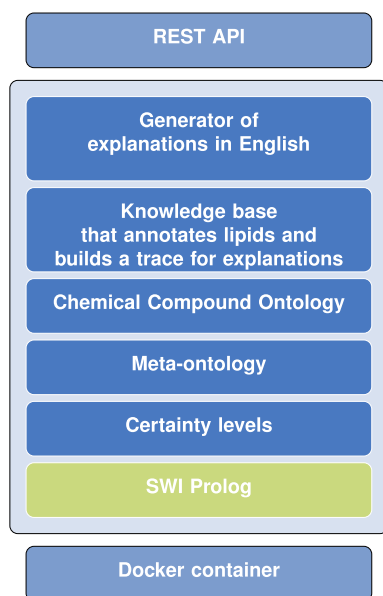 REST API
Generator of
explanations in English
Knowledge base
that annotates lipids and
builds a trace for explanations
Chemical Compound Ontology
Meta-ontology
Certainty levels
SWI Prolog
Docker container